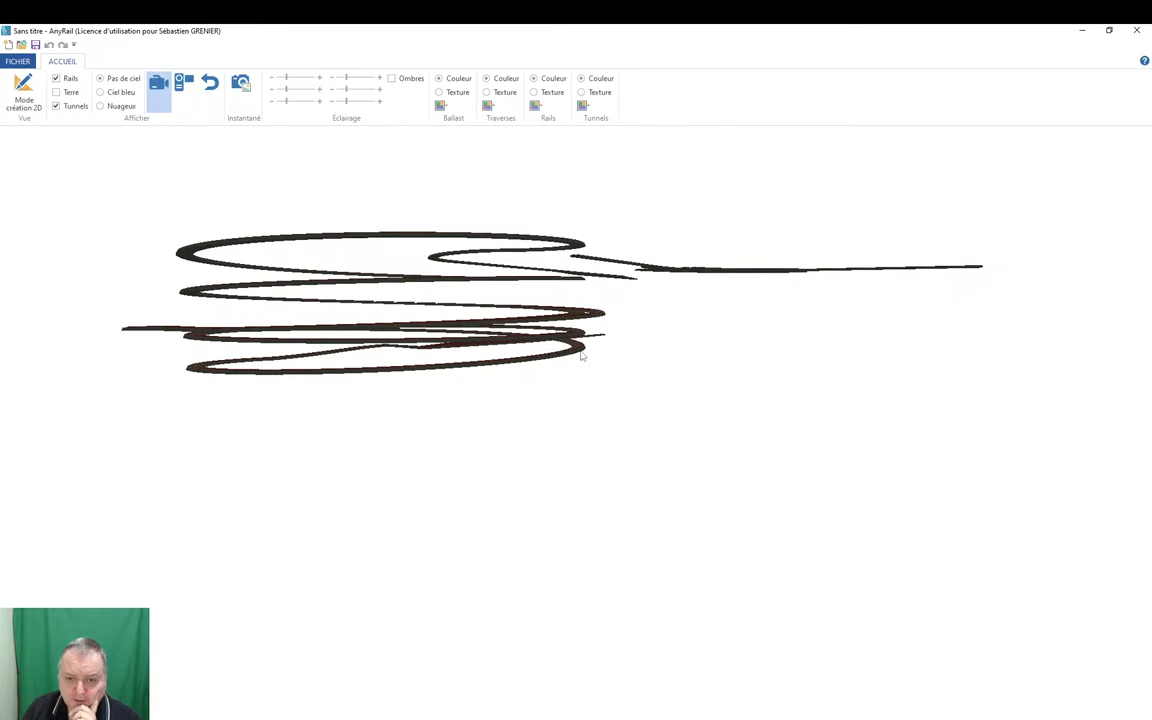 Sans titre - AnyRail (Licence d'utilisation pour Sébastien GRENIER)
FICHIER ACCUEIL
Mode création 2D
Vue
Rails
Terre
Tunnels
Pas de ciel
Ciel bleu
Nuageux
Afficher
Instantané
Ombres
Éclairage
Couleur
Texture
Ballast
Couleur
Texture
Traverses
Couleur
Texture
Rails
Couleur
Texture
Tunnels